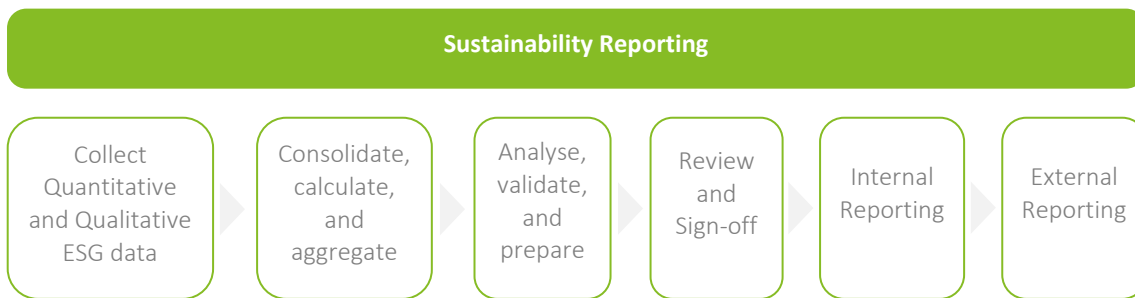 Sustainability Reporting
Collect
Quantitative
and Qualitative
ESG data
Consolidate,
calculate,
and
aggregate
Analyse,
validate,
and
prepare
Review
and
Sign-off
Internal
Reporting
External
Reporting